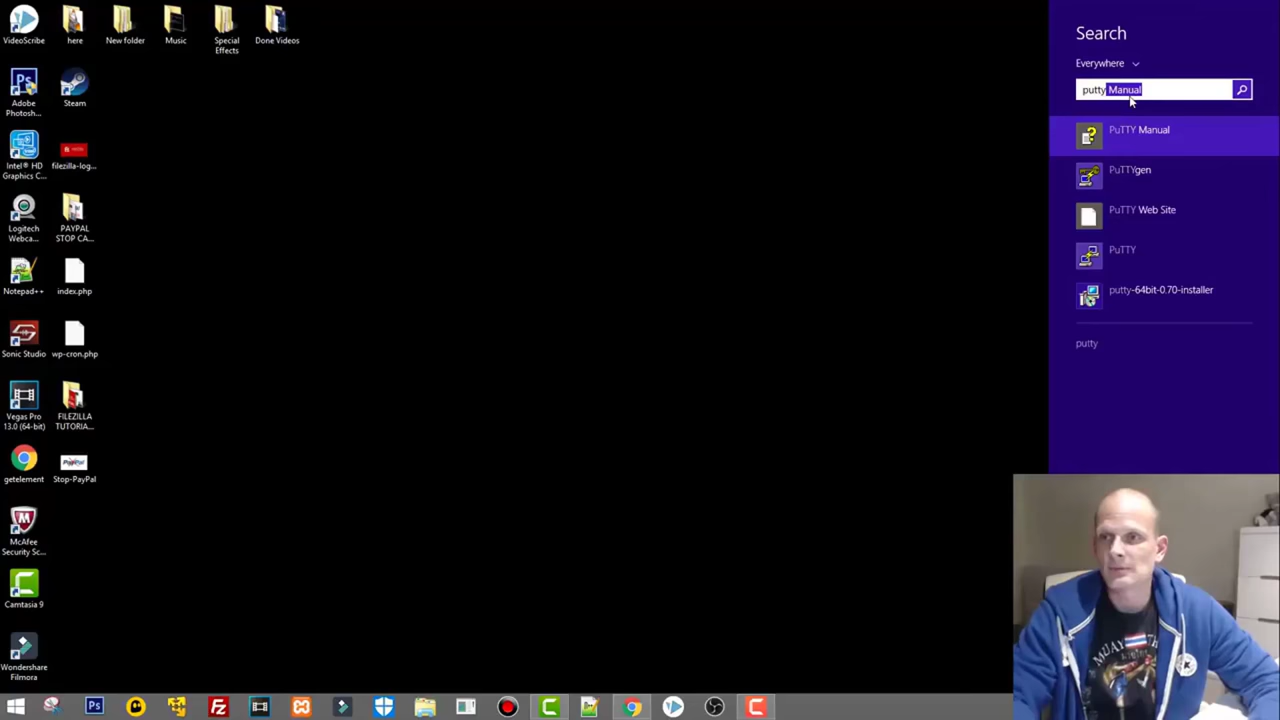 VideoScribe
here
New folder
Music
Special
Effects
Done Videos
Adobe
Photosh...
Steam
Intel® HD
Graphics C...
filezilla-log...
Logitech
Webca...
PAYPAL
STOP CA...
Notepad++
index.php
Sonic Studio
wp-cron.php
Vegas Pro
13.0 (64-bit)
FILEZILLA
TUTORIA...
getelement
Stop-PayPal
McAfee
Security Sc...
Camtasia 9
Wondershare
Filmora
Search
Everywhere
putty Manual
PuTTY Manual
PuTTYgen
PuTTY Web Site
PuTTY
putty-64bit-0.70-installer
putty
MUAY TH